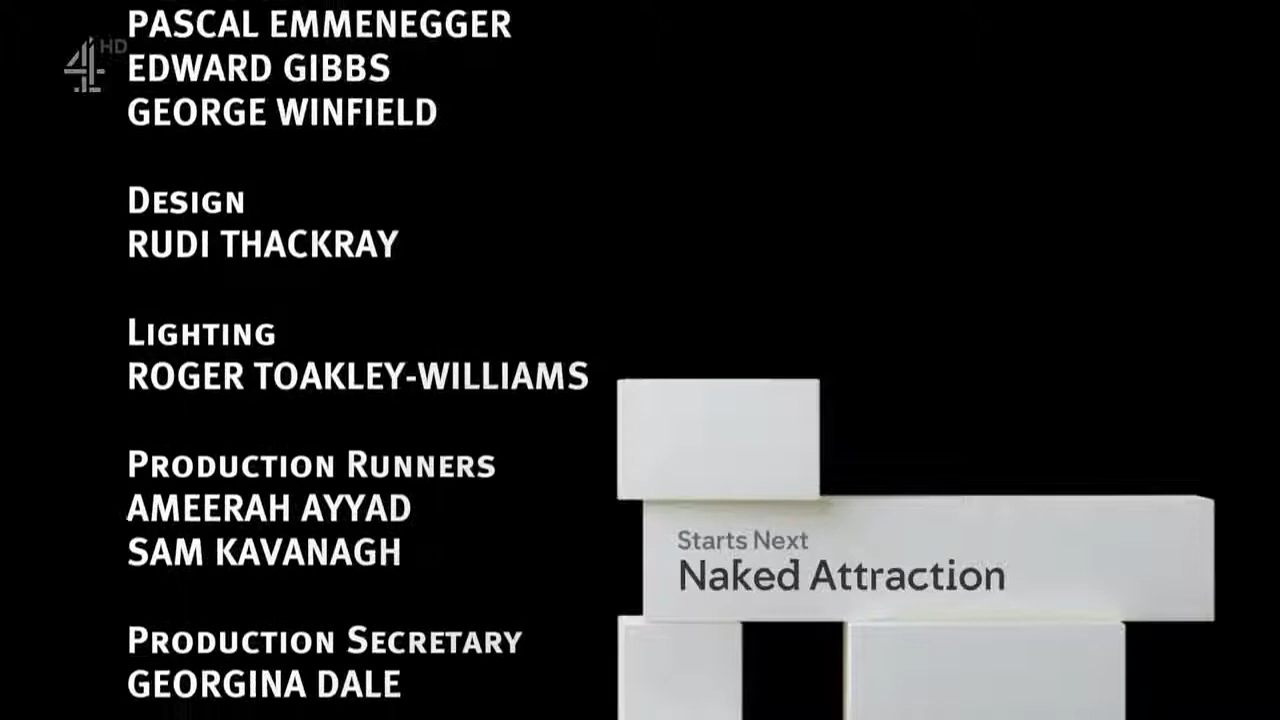 HD
PASCAL EMMENEGGER
EDWARD GIBBS
GEORGE WINFIELD
DESIGN
RUDI THACKRAY
LIGHTING
ROGER TOAKLEY-WILLIAMS
PRODUCTION RUNNERS
AMEERAH AYYAD
SAM KAVANAGH
PRODUCTION SECRETARY
GEORGINA DALE
Starts Next
Naked Attraction